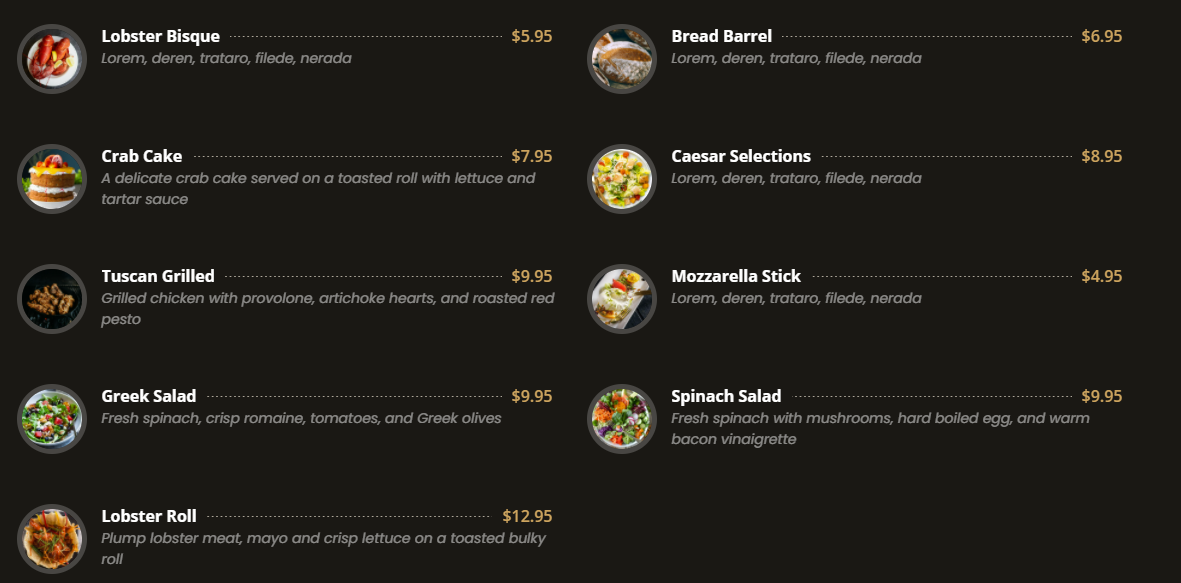 Lobster Bisque $5.95
Lorem, deren, trataro, filede, nerada
Bread Barrel $6.95
Lorem, deren, trataro, filede, nerada
Crab Cake $7.95
A delicate crab cake served on a toasted roll with lettuce and
tartar sauce
Caesar Selections $8.95
Lorem, deren, trataro, filede, nerada
Tuscan Grilled $9.95
Grilled chicken with provolone, artichoke hearts, and roasted red
pesto
Mozzarella Stick $4.95
Lorem, deren, trataro, filede, nerada
Greek Salad $9.95
Fresh spinach, crisp romaine, tomatoes, and Greek olives
Spinach Salad $9.95
Fresh spinach with mushrooms, hard boiled egg, and warm
bacon vinaigrette
Lobster Roll $12.95
Plump lobster meat, mayo and crisp lettuce on a toasted bulky
roll